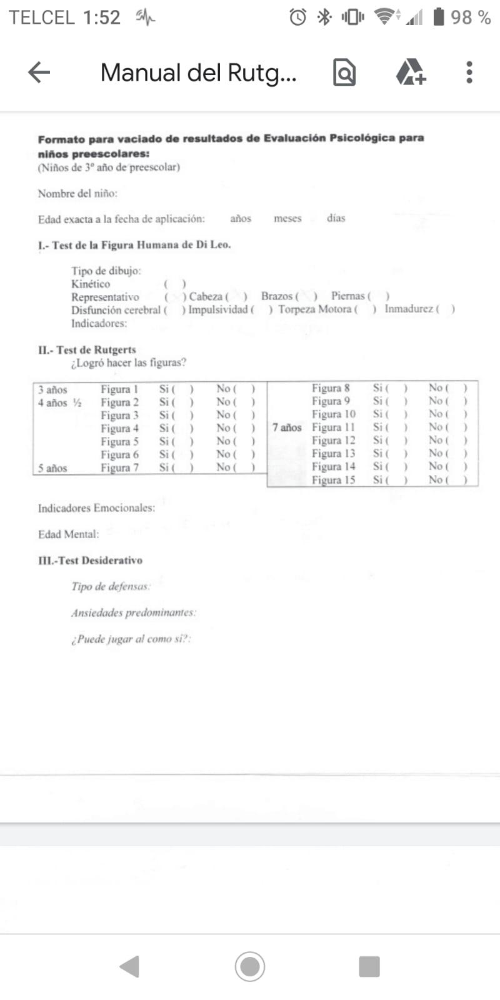 TELCEL 1:52 98 %
Manual del Rutg...
Formato para vaciado de resultados de Evaluación Psicológica para
niños preescolares:
(Niños de 3º año de preescolar)
Nombre del niño:
Edad exacta a la fecha de aplicación: años meses días
I.- Test de la Figura Humana de Di Leo.
Tipo de dibujo:
Kinético ( )
Representativo ( ) Cabeza ( ) Brazos ( ) Piernas ( )
Disfunción cerebral ( ) Impulsividad ( ) Torpeza Motora ( ) Inmadurez ( )
Indicadores:
II.- Test de Rutgerts
¿Logró hacer las figuras?
3 años Figura 1 Si ( ) No ( ) Figura 8 Si ( ) No ( )
4 años ½ Figura 2 Si ( ) No ( ) Figura 9 Si ( ) No ( )
Figura 3 Si ( ) No ( ) Figura 10 Si ( ) No ( )
Figura 4 Si ( ) No ( ) 7 años Figura 11 Si ( ) No ( )
Figura 5 Si ( ) No ( ) Figura 12 Si ( ) No ( )
Figura 6 Si ( ) No ( ) Figura 13 Si ( ) No ( )
5 años Figura 7 Si ( ) No ( ) Figura 14 Si ( ) No ( )
Figura 15 Si ( ) No ( )
Indicadores Emocionales:
Edad Mental:
III.-Test Desiderativo
Tipo de defensas:
Ansiedades predominantes:
¿Puede jugar al como si?: